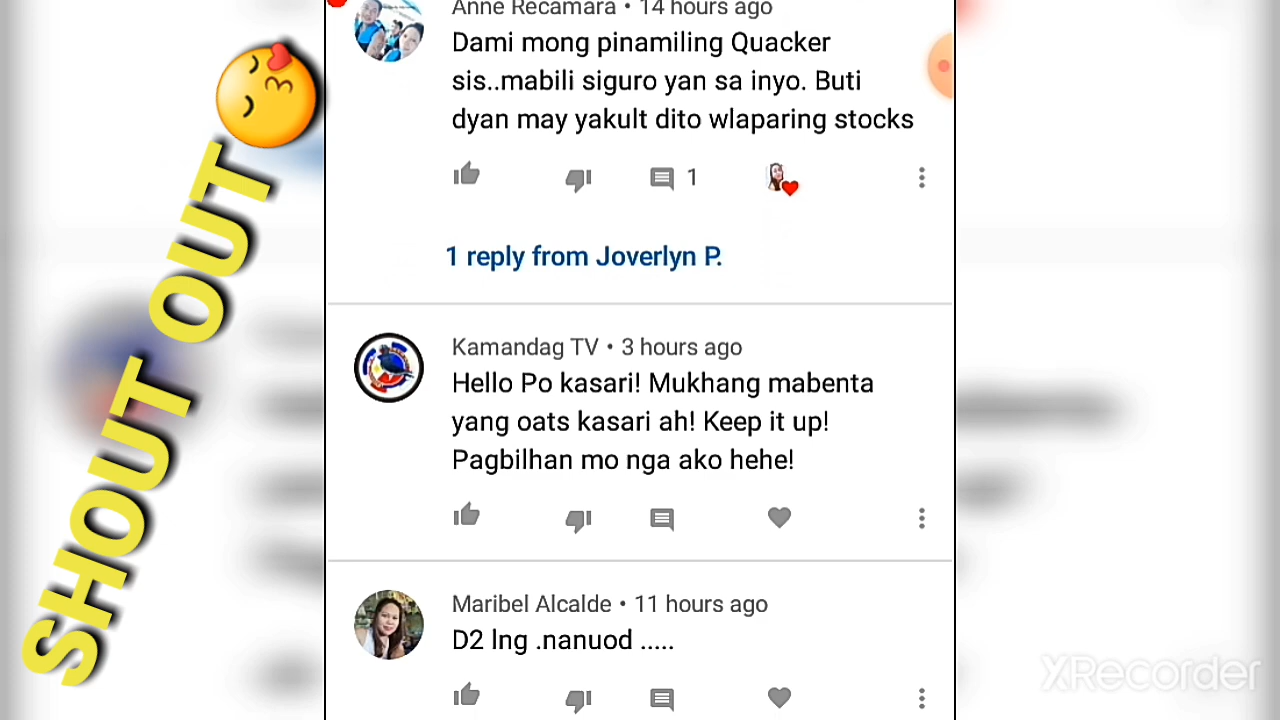 SHOUT OUT
Anne Recamara • 14 hours ago
Dami mong pinamiling Quacker
sis..mabili siguro yan sa inyo. Buti
dyan may yakult dito wlaparing stocks
1
1 reply from Joverlyn P.
Kamandag TV • 3 hours ago
Hello Po kasari! Mukhang mabenta
yang oats kasari ah! Keep it up!
Pagbilhan mo nga ako hehe!
Maribel Alcalde • 11 hours ago
D2 lng .nanuod .....
XRecorder